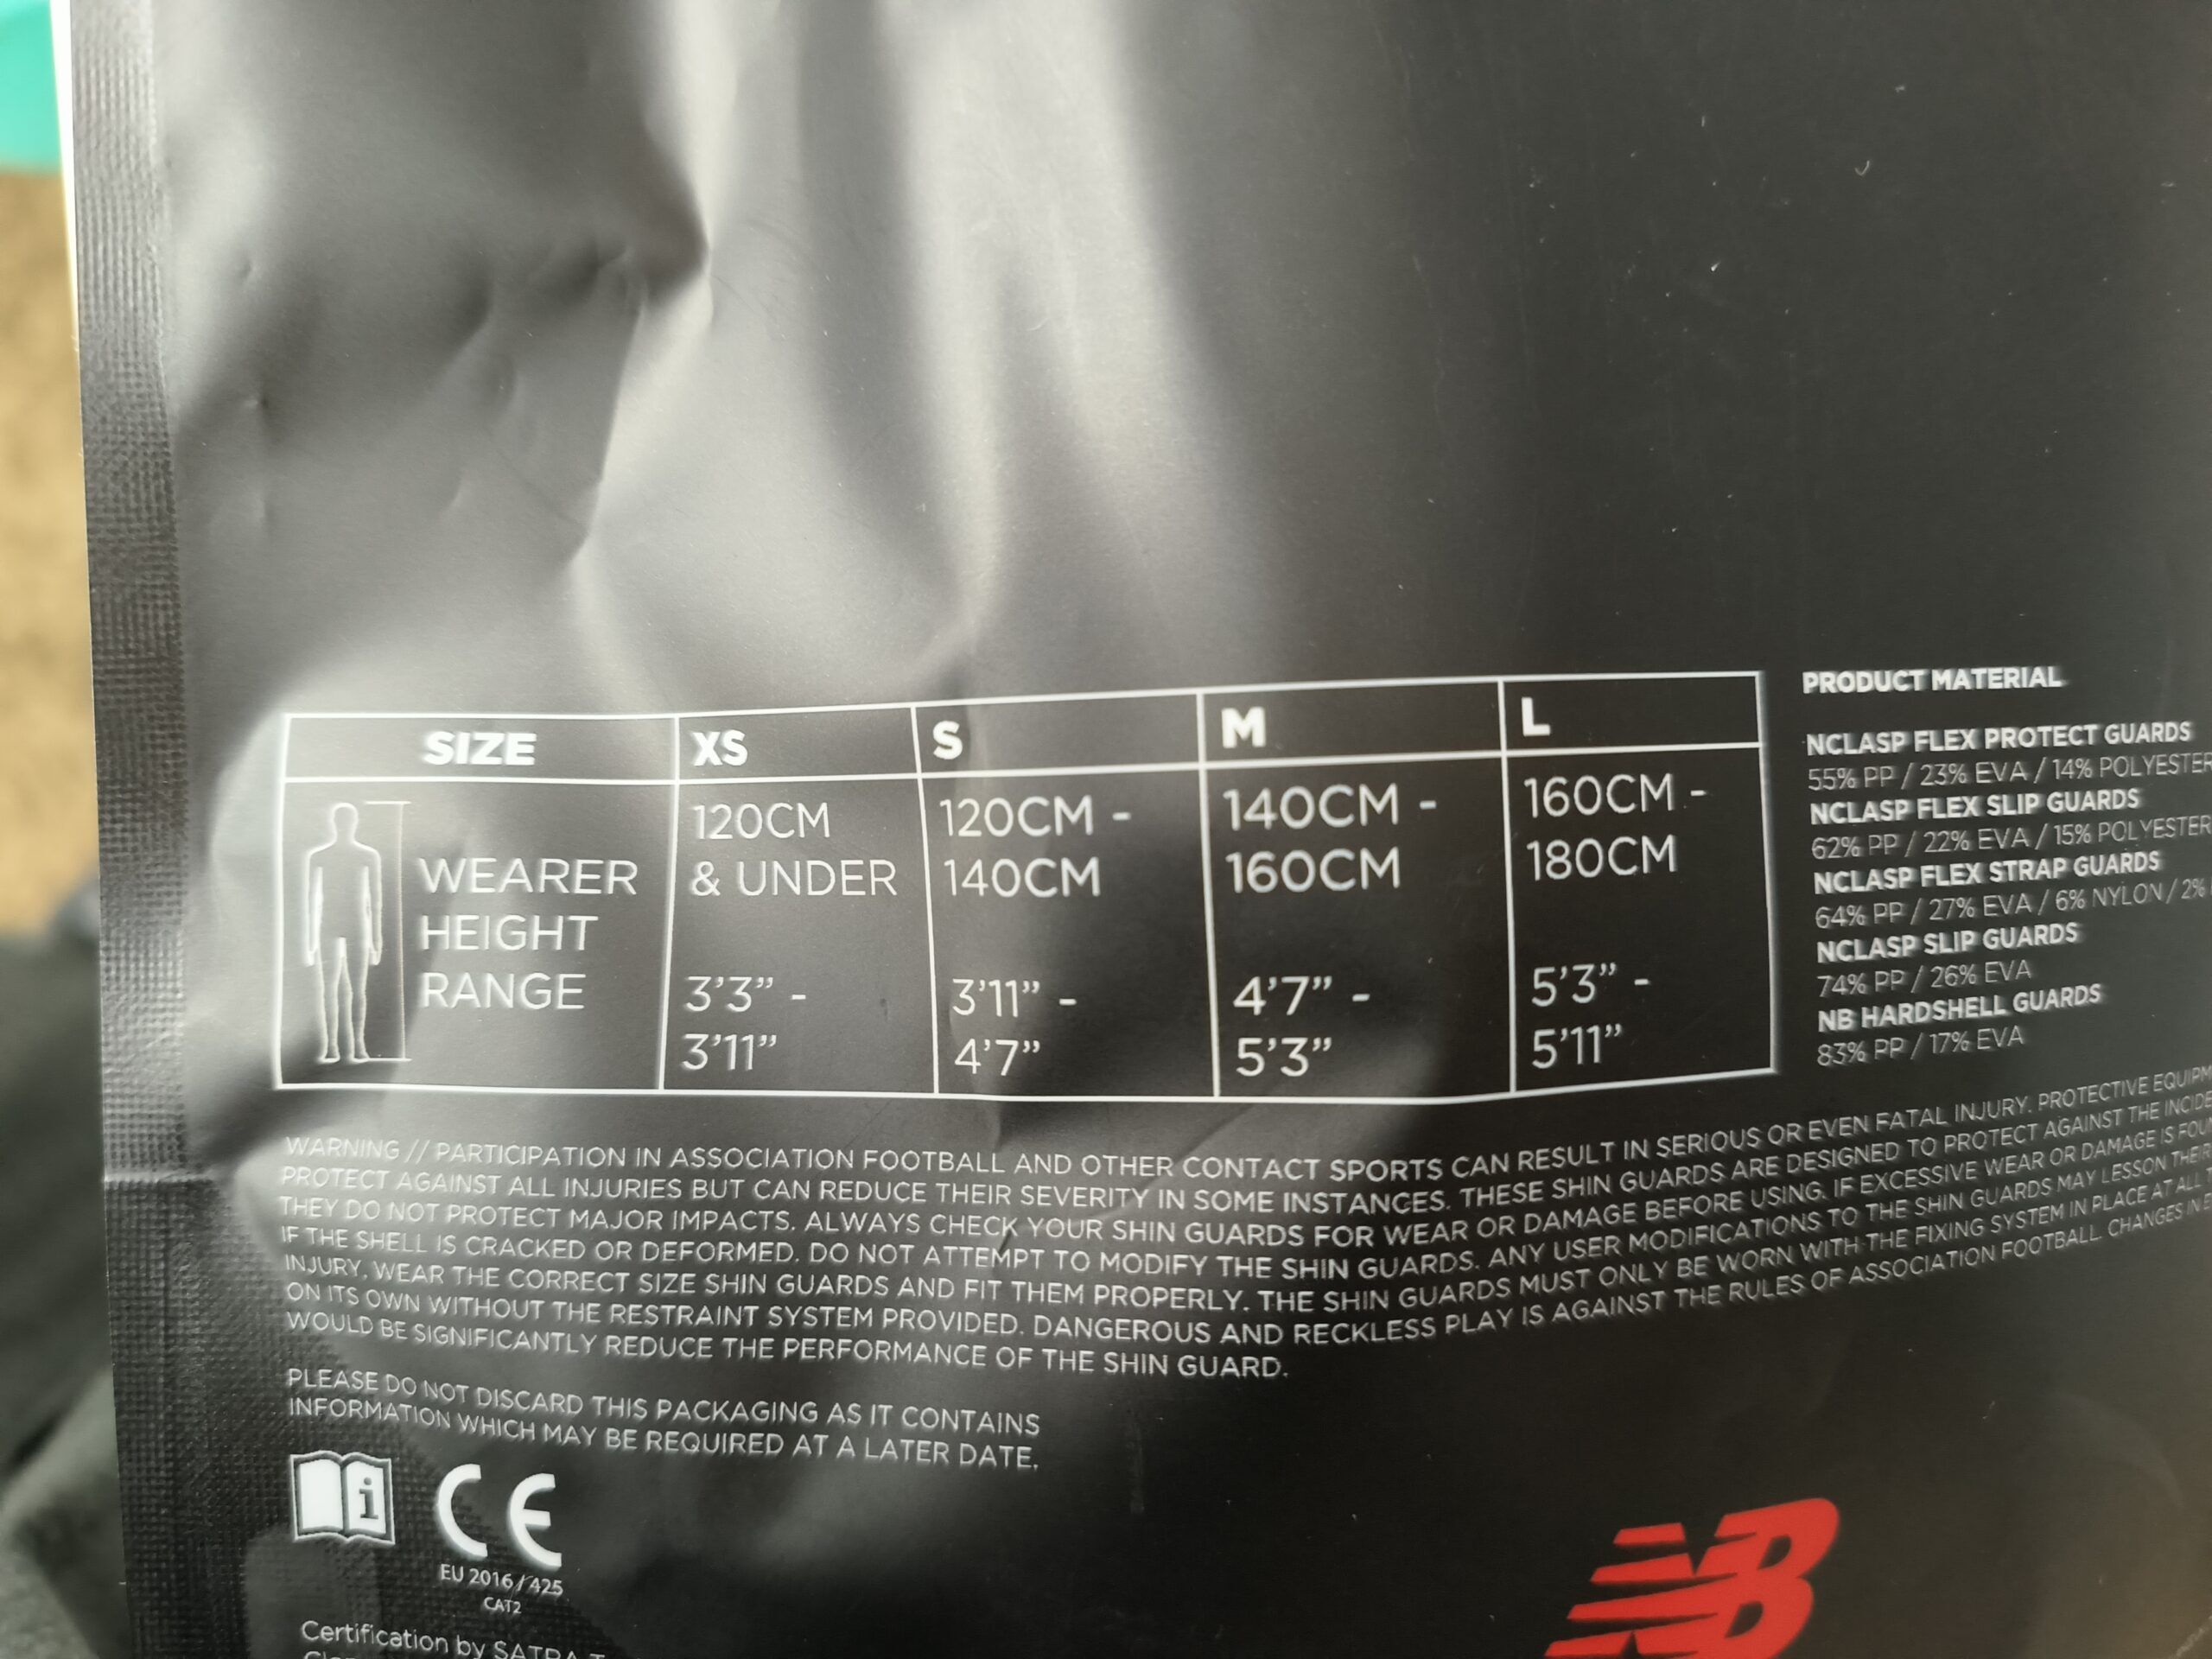 SIZE XS S M L
WEARER
HEIGHT
RANGE
120CM
& UNDER
3'3” -
3'11”
120CM -
140CM
3'11” -
4'7”
140CM -
160CM
4'7” -
5'3”
160CM -
180CM
5'3” -
5'11”
PRODUCT MATERIAL
NCLASP FLEX PROTECT GUARDS
55% PP / 23% EVA / 14% POLYESTER
NCLASP FLEX SLIP GUARDS
62% PP / 22% EVA / 15% POLYESTER
NCLASP FLEX STRAP GUARDS
64% PP / 27% EVA / 6% NYLON / 2%
NCLASP SLIP GUARDS
74% PP / 26% EVA
NB HARDSHELL GUARDS
83% PP / 17% EVA
WARNING // PARTICIPATION IN ASSOCIATION FOOTBALL AND OTHER CONTACT SPORTS CAN RESULT IN SERIOUS OR EVEN FATAL INJURY. PROTECTIVE
PROTECT AGAINST ALL INJURIES BUT CAN REDUCE THEIR SEVERITY IN SOME INSTANCES. THESE SHIN GUARDS ARE DESIGNED TO PROTECT AGAINST THE
THEY DO NOT PROTECT MAJOR IMPACTS. ALWAYS CHECK YOUR SHIN GUARDS FOR WEAR OR DAMAGE BEFORE USING. IF EXCESSIVE WEAR OR DAMAGE IS
IF THE SHELL IS CRACKED OR DEFORMED. DO NOT ATTEMPT TO MODIFY THE SHIN GUARDS. ANY USER MODIFICATIONS TO THE SHIN GUARDS MAY LESSON THEIR
INJURY. WEAR THE CORRECT SIZE SHIN GUARDS AND FIT THEM PROPERLY. THE SHIN GUARDS MUST ONLY BE WORN WITH THE FIXING SYSTEM IN PLACE AT ALL
ON ITS OWN WITHOUT THE RESTRAINT SYSTEM PROVIDED. DANGEROUS AND RECKLESS PLAY IS AGAINST THE RULES OF ASSOCIATION FOOTBALL. CHANGES IN
WOULD BE SIGNIFICANTLY REDUCE THE PERFORMANCE OF THE SHIN GUARD.
PLEASE DO NOT DISCARD THIS PACKAGING AS IT CONTAINS
INFORMATION WHICH MAY BE REQUIRED AT A LATER DATE.
i CE
EU 2016/425
CAT2
NB
Certification by SATRA